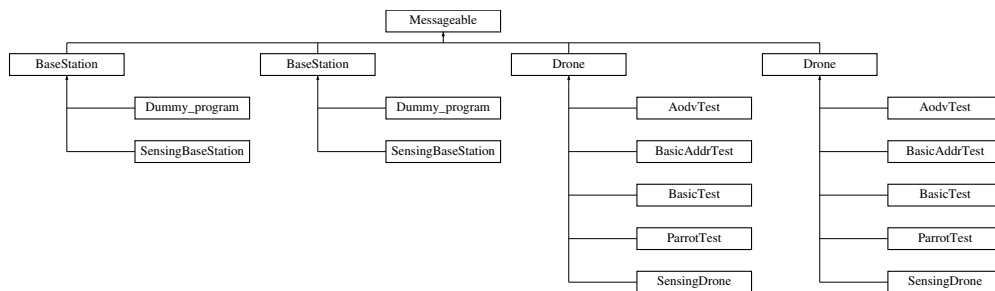 Messageable
BaseStation BaseStation Drone Drone
Dummy_program Dummy_program AodvTest AodvTest
SensingBaseStation SensingBaseStation BasicAddrTest BasicAddrTest
BasicTest BasicTest
ParrotTest ParrotTest
SensingDrone SensingDrone